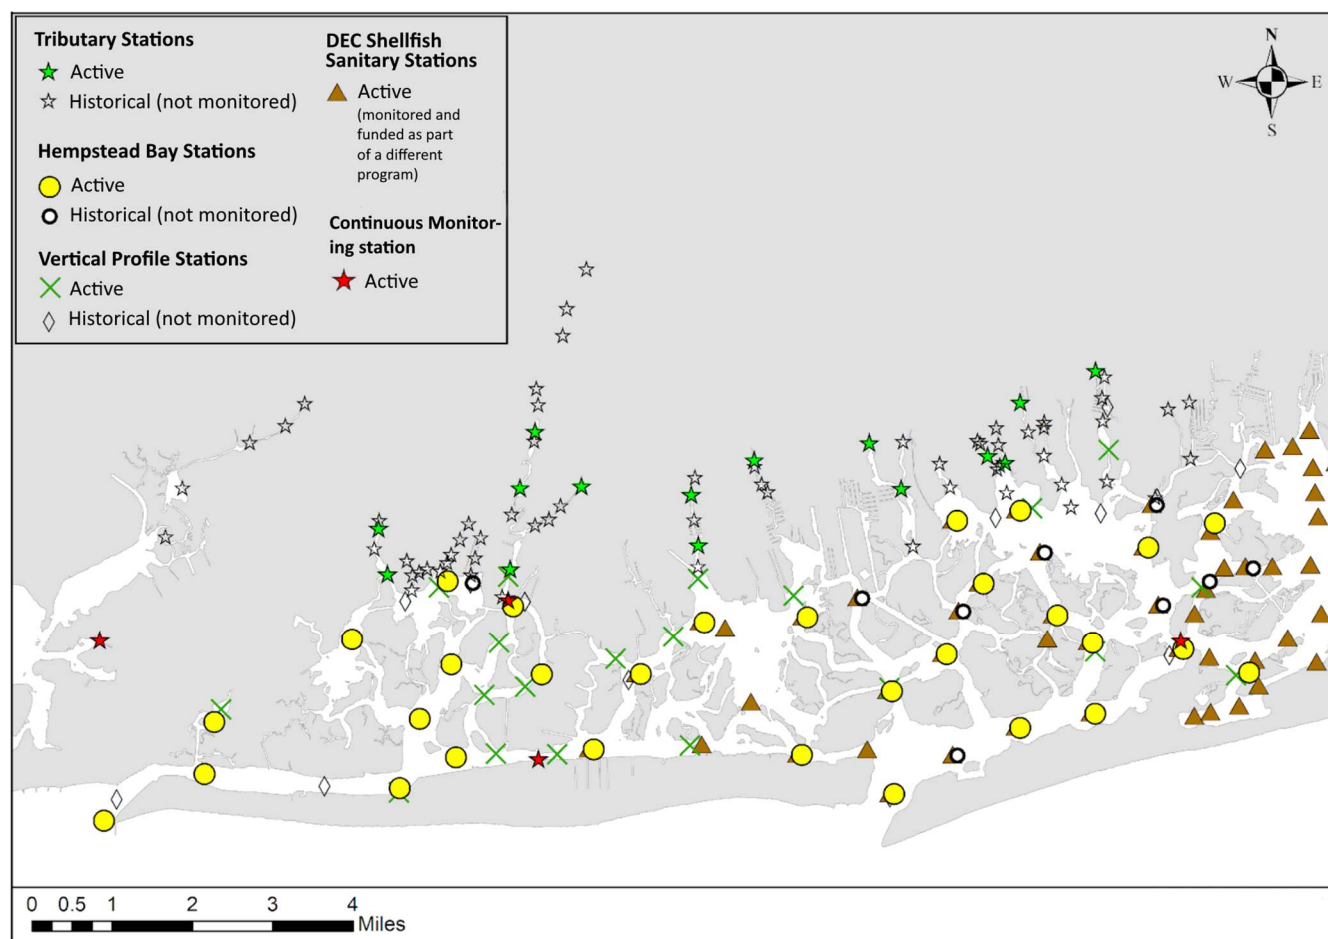 Tributary Stations
Active
Historical (not monitored)
Hempstead Bay Stations
Active
Historical (not monitored)
Vertical Profile Stations
Active
Historical (not monitored)
DEC Shellfish
Sanitary Stations
Active
(monitored and
funded as part
of a different
program)
Continuous Monitor-
ing station
Active
N
W E
S
0 0.5 1 2 3 4
Miles